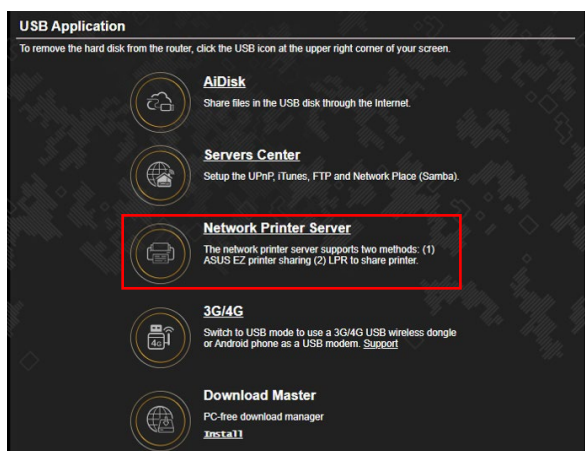 USB Application
To remove the hard disk from the router, click the USB icon at the upper right corner of your screen.
AiDisk
Share files in the USB disk through the Internet.
Servers Center
Setup the UPnP, iTunes, FTP and Network Place (Samba).
Network Printer Server
The network printer server supports two methods: (1)
ASUS EZ printer sharing (2) LPR to share printer.
3G/4G
4G
Switch to USB mode to use a 3G/4G USB wireless dongle
or Android phone as a USB modem. Support
Download Master
PC-free download manager
Install